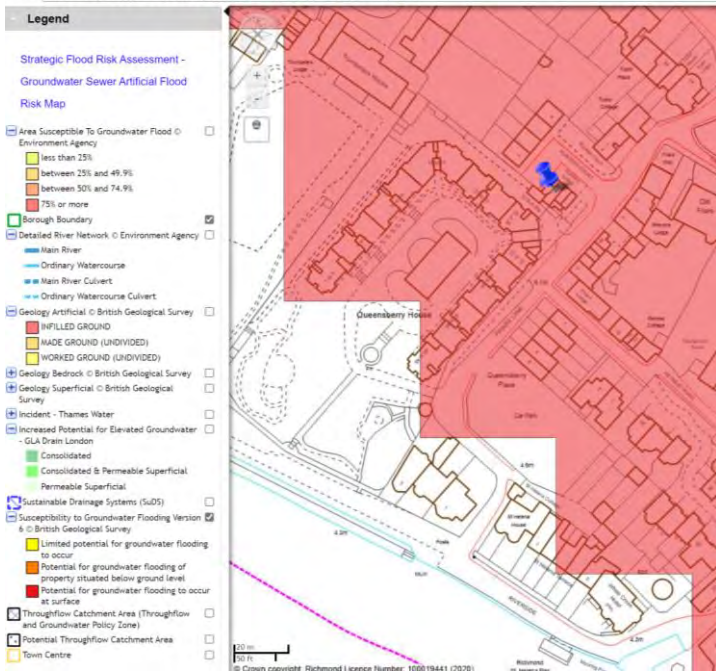 Legend
Strategic Flood Risk Assessment -
Groundwater Sewer Artificial Flood
Risk Map
Area Susceptible To Groundwater Flood ©
Environment Agency
less than 25%
between 25% and 49.9%
between 50% and 74.9%
75% or more
Borough Boundary
Detailed River Network © Environment Agency
Main River
Ordinary Watercourse
Main River Culvert
Ordinary Watercourse Culvert
Geology Artificial © British Geological Survey
INFILLED GROUND
MADE GROUND (UNDIVIDED)
WORKED GROUND (UNDIVIDED)
Geology Bedrock © British Geological Survey
Geology Superficial © British Geological
Survey
Incident - Thames Water
Increased Potential for Elevated Groundwater
- GLA Drain London
Consolidated
Consolidated & Permeable Superficial
Permeable Superficial
Sustainable Drainage Systems (SuDS)
Susceptibility to Groundwater Flooding Version
6 © British Geological Survey
Limited potential for groundwater flooding
to occur
Potential for groundwater flooding of
property situated below ground level
Potential for groundwater flooding to occur
at surface
Throughflow Catchment Area (Throughflow
and Groundwater Policy Zone)
Potential Throughflow Catchment Area
Town Centre
+
Queensberry House
Queensberry
Place
Car Park
4.9m
St Helena
House
4.3m
Posts
MLW
RIVERSIDE
4.3m
Richmond
20 m
50 ft
© Crown copyright. Richmond Licence Number: 100019441 (2020)